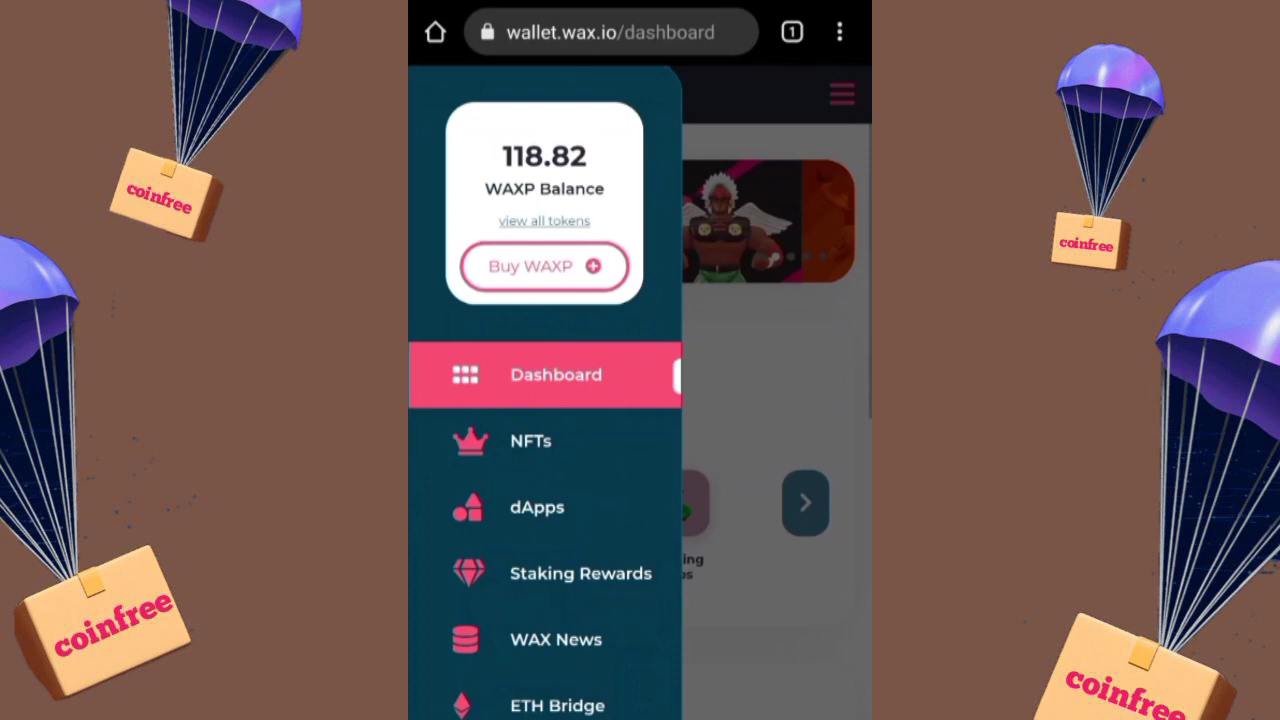 wallet.wax.io/dashboard
1
118.82
WAXP Balance
view all tokens
Buy WAXP
Dashboard
NFTs
dApps
Staking Rewards
WAX News
ETH Bridge
coinfree
coinfree
coinfree
coinfree